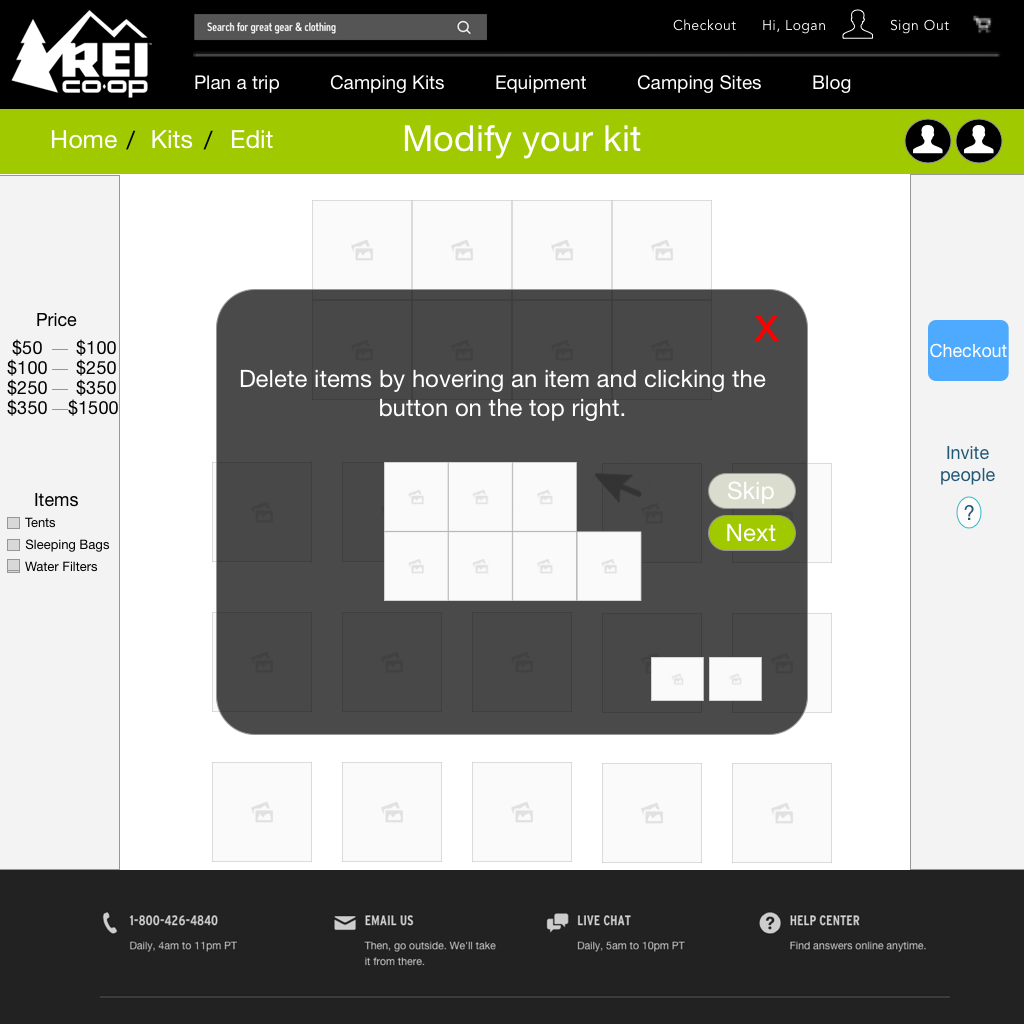 REI
co·op
Search for great gear & clothing
Checkout
Hi, Logan
Sign Out
Plan a trip
Camping Kits
Equipment
Camping Sites
Blog
Home / Kits / Edit
Modify your kit
Price
$50 — $100
$100 — $250
$250 — $350
$350 —$1500
Items
Tents
Sleeping Bags
Water Filters
X
Delete items by hovering an item and clicking the
button on the top right.
Skip
Next
Checkout
Invite
people
?
1-800-426-4840
Daily, 4am to 11pm PT
EMAIL US
Then, go outside. We'll take
it from there.
LIVE CHAT
Daily, 5am to 10pm PT
?
HELP CENTER
Find answers online anytime.